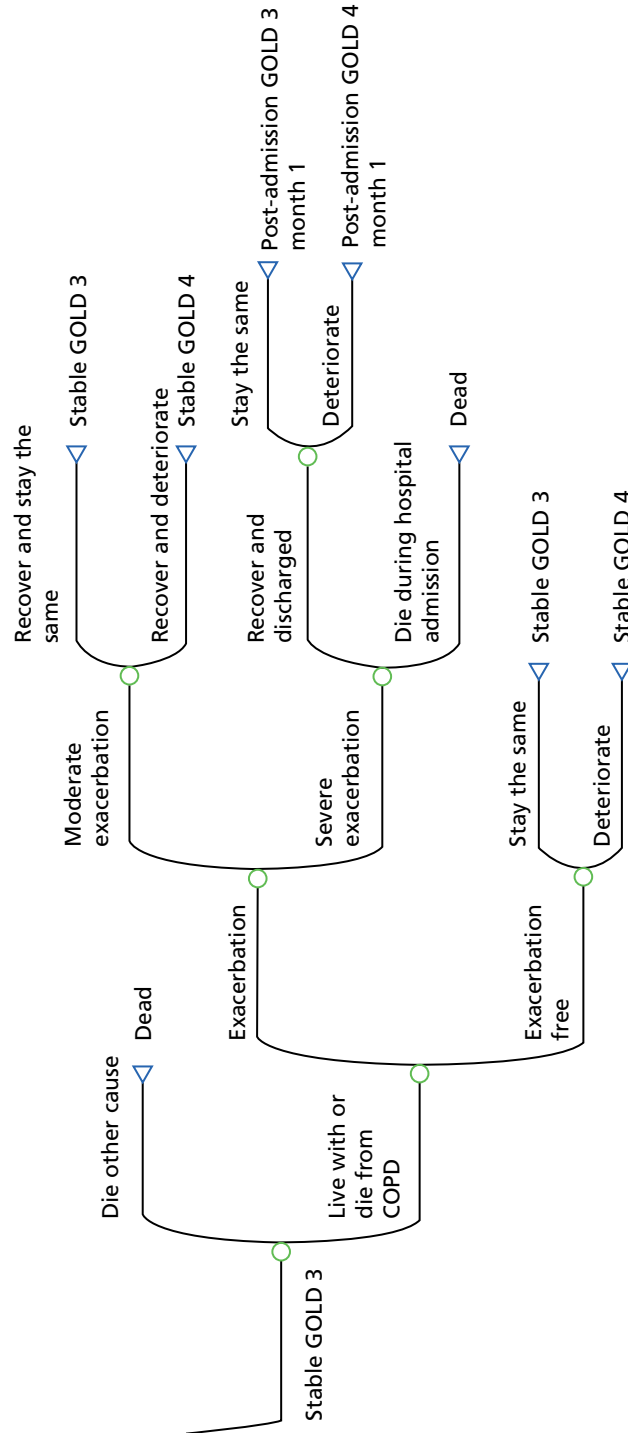 Stable GOLD 3
Die other cause
Dead
Live with or
die from
COPD
Exacerbation
Moderate
exacerbation
Recover and stay the
same
Stable GOLD 3
Recover and deteriorate
Stable GOLD 4
Severe
exacerbation
Recover and
discharged
Stay the same
Post-admission GOLD 3
month 1
Deteriorate
Post-admission GOLD 4
month 1
Die during hospital
admission
Dead
Exacerbation
free
Stay the same
Stable GOLD 3
Deteriorate
Stable GOLD 4